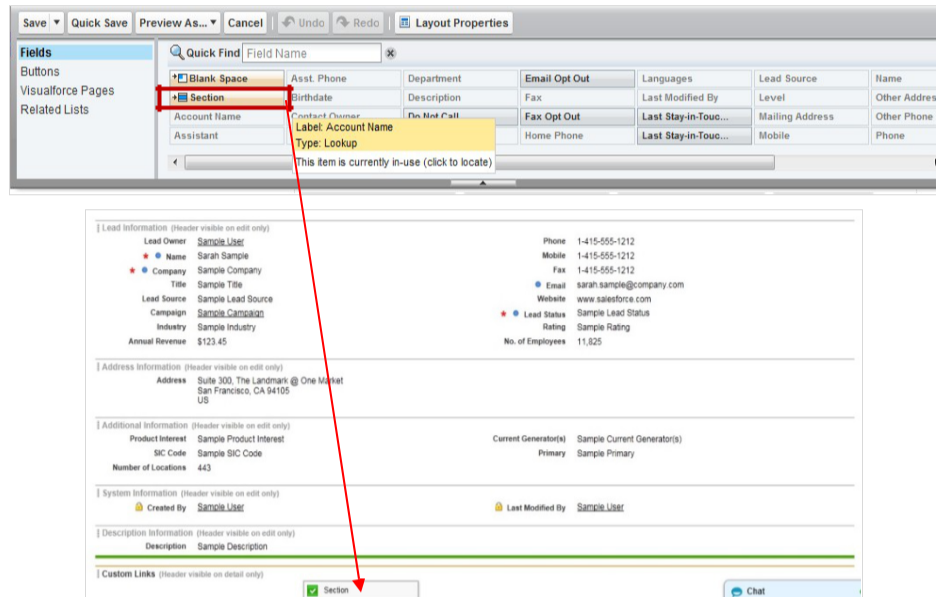 Save Quick Save Preview As... Cancel Undo Redo Layout Properties
Fields
Buttons
Visualforce Pages
Related Lists
Quick Find Field Name
Blank Space Asst. Phone Department Email Opt Out Languages Lead Source Name
Section Birthdate Description Fax Last Modified By Level Other Addres
Account Name Contact Owner Do Not Call Fax Opt Out Last Stay-in-Touc... Mailing Address Other Phone
Assistant Home Phone Last Stay-in-Touc... Mobile Phone
Label: Account Name
Type: Lookup
This item is currently in-use (click to locate)
Lead Information (Header visible on edit only)
Lead Owner Sample User Phone 1-415-555-1212
Name Sarah Sample Mobile 1-415-555-1212
Company Sample Company Fax 1-415-555-1212
Title Sample Title Email sarah.sample@company.com
Lead Source Sample Lead Source Website www.salesforce.com
Campaign Sample Campaign Lead Status Sample Lead Status
Industry Sample Industry Rating Sample Rating
Annual Revenue $123.45 No. of Employees 11,825
Address Information (Header visible on edit only)
Address Suite 300, The Landmark @ One Market
San Francisco, CA 94105
US
Additional Information (Header visible on edit only)
Product Interest Sample Product Interest Current Generator(s) Sample Current Generator(s)
SIC Code Sample SIC Code Primary Sample Primary
Number of Locations 443
System Information (Header visible on edit only)
Created By Sample User Last Modified By Sample User
Description Information (Header visible on edit only)
Description Sample Description
Custom Links (Header visible on detail only)
Section Chat